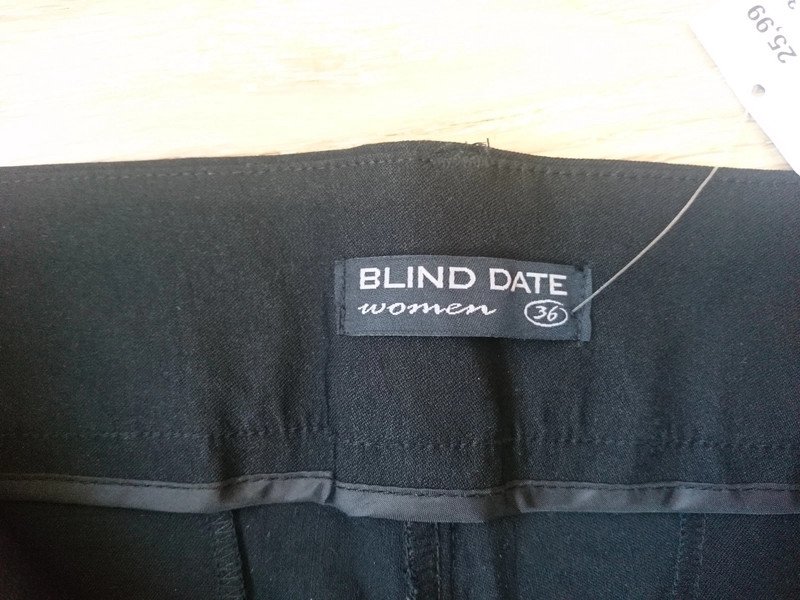 25,99
BLIND DATE
women 36